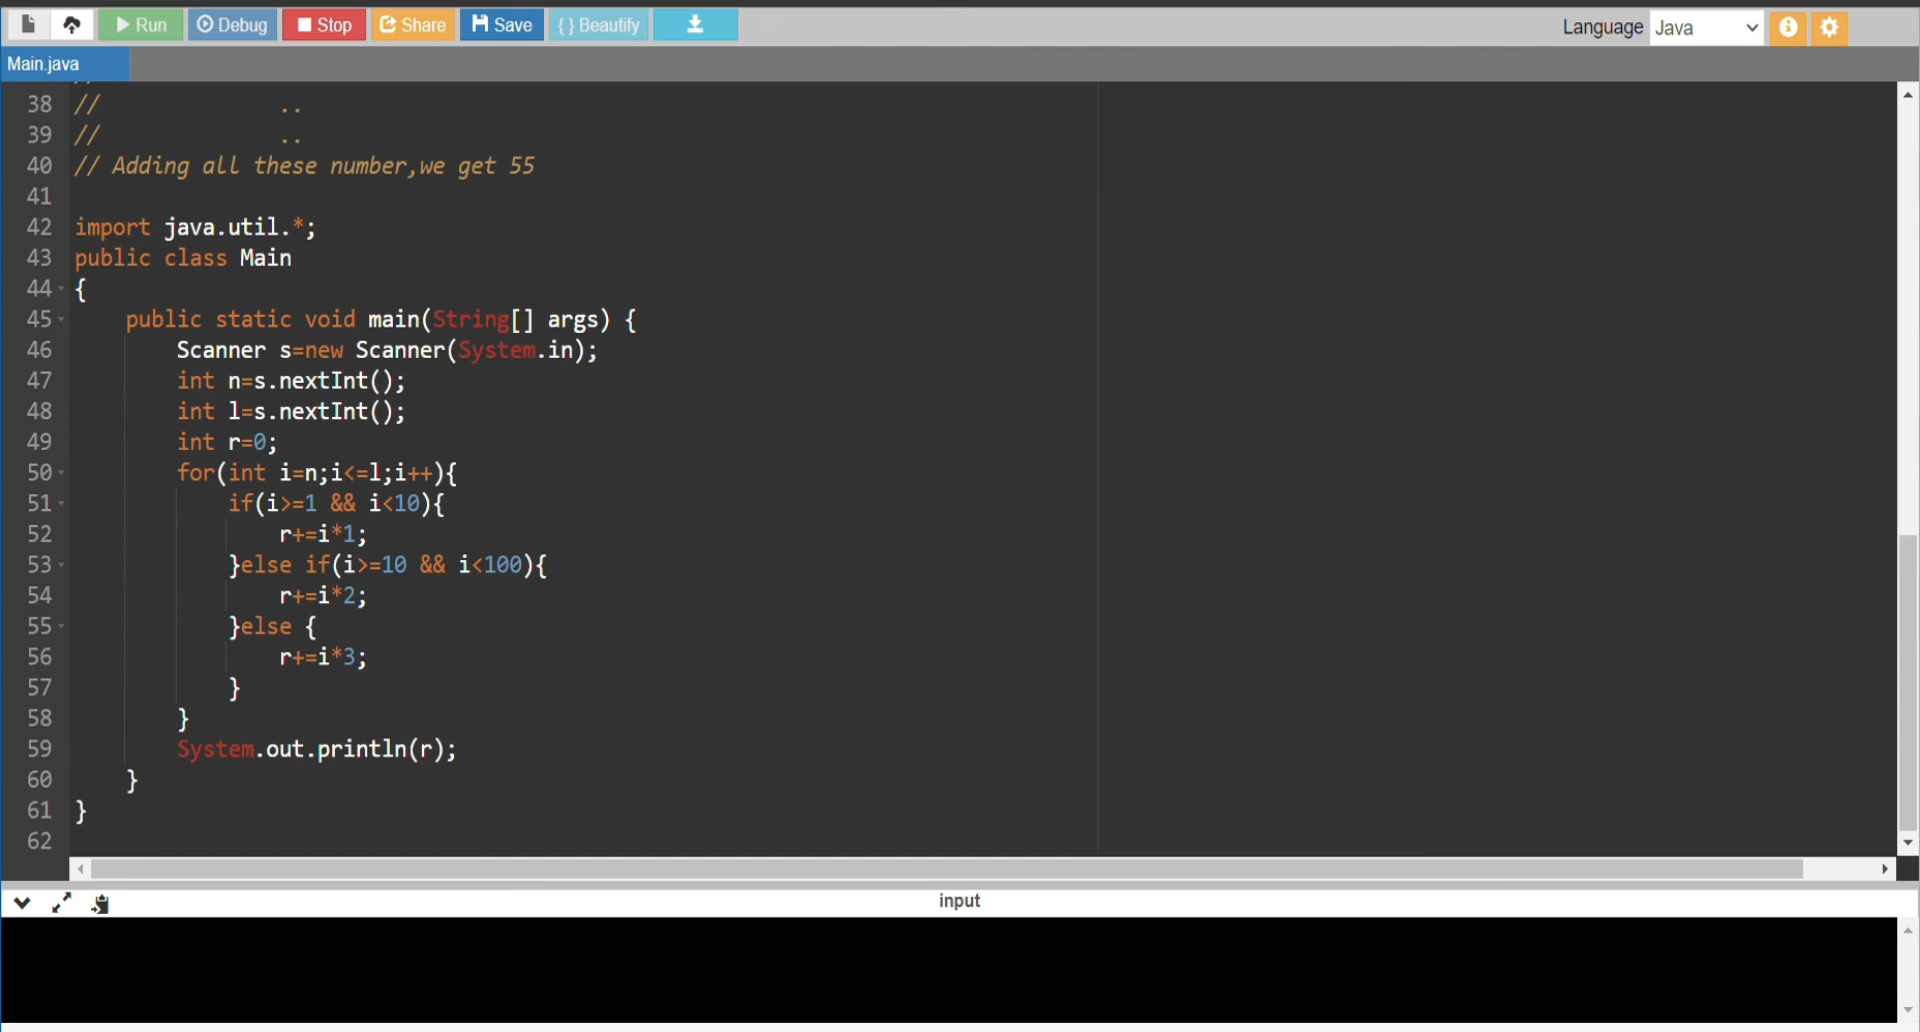 Run Debug Stop Share Save { } Beautify Language Java
Main.java
38 // ..
39 // ..
40 // Adding all these number,we get 55
41
42 import java.util.*;
43 public class Main
44 {
45 public static void main(String[] args) {
46 Scanner s=new Scanner(System.in);
47 int n=s.nextInt();
48 int l=s.nextInt();
49 int r=0;
50 for(int i=n;i<=l;i++){
51 if(i>=1 && i<10){
52 r+=i*1;
53 }else if(i>=10 && i<100){
54 r+=i*2;
55 }else {
56 r+=i*3;
57 }
58 }
59 System.out.println(r);
60 }
61 }
62
input